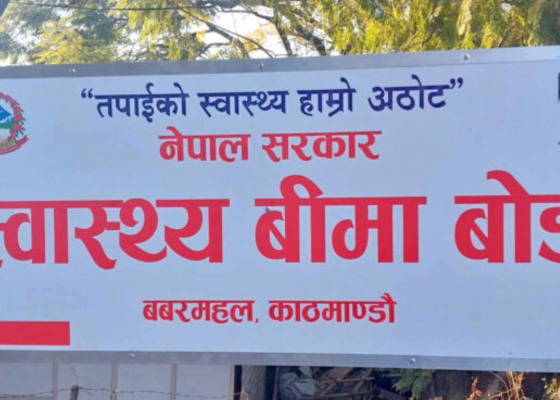 “तपाईको स्वास्थ्य हाम्रो अठोट”
नेपाल सरकार
स्वास्थ्य बीमा बोर्ड
बबरमहल, काठमाण्डौ